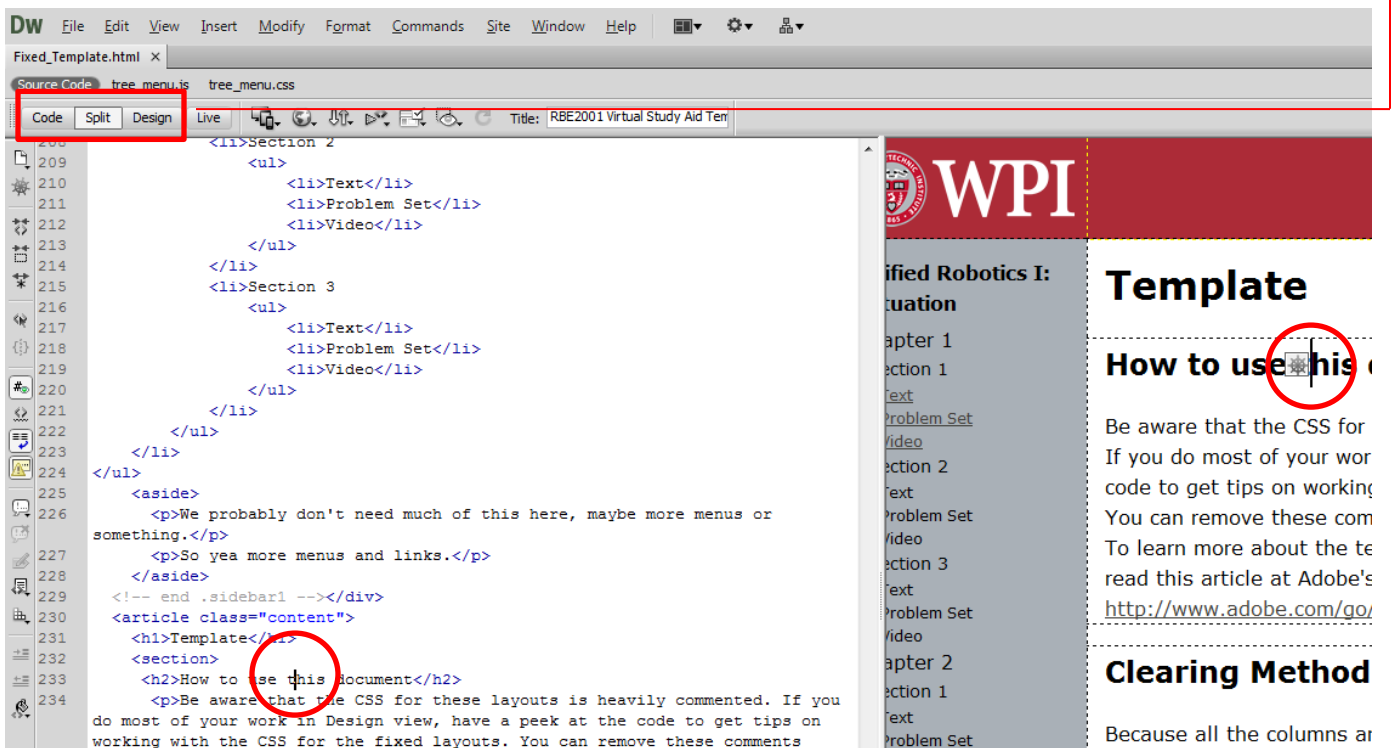 DW File Edit View Insert Modify Format Commands Site Window Help
Fixed_Template.html ×
Source Code tree_menu.js tree_menu.css
Code Split Design Live Title: RBE2001 Virtual Study Aid Tem
208 <li>Section 2
209 <ul>
210 <li>Text</li>
211 <li>Problem Set</li>
212 <li>Video</li>
213 </ul>
214 </li>
215 <li>Section 3
216 <ul>
217 <li>Text</li>
218 <li>Problem Set</li>
219 <li>Video</li>
220 </ul>
221 </li>
222 </ul>
223 </li>
224 </ul>
225 <aside>
226 <p>We probably don't need much of this here, maybe more menus or
something.</p>
227 <p>So yea more menus and links.</p>
228 </aside>
229 <!-- end .sidebar1 --></div>
230 <article class="content">
231 <h1>Template</h1>
232 <section>
233 <h2>How to use this document</h2>
234 <p>Be aware that the CSS for these layouts is heavily commented. If you
do most of your work in Design view, have a peek at the code to get tips on
working with the CSS for the fixed layouts. You can remove these comments
WPI
ified Robotics I:
tuation
apter 1
ection 1
Text
Problem Set
Video
ection 2
Text
Problem Set
Video
ection 3
Text
Problem Set
Video
apter 2
ection 1
Text
Problem Set
Template
How to use this
Be aware that the CSS for
If you do most of your wor
code to get tips on working
You can remove these com
To learn more about the te
read this article at Adobe's
http://www.adobe.com/go/
Clearing Method
Because all the columns ar